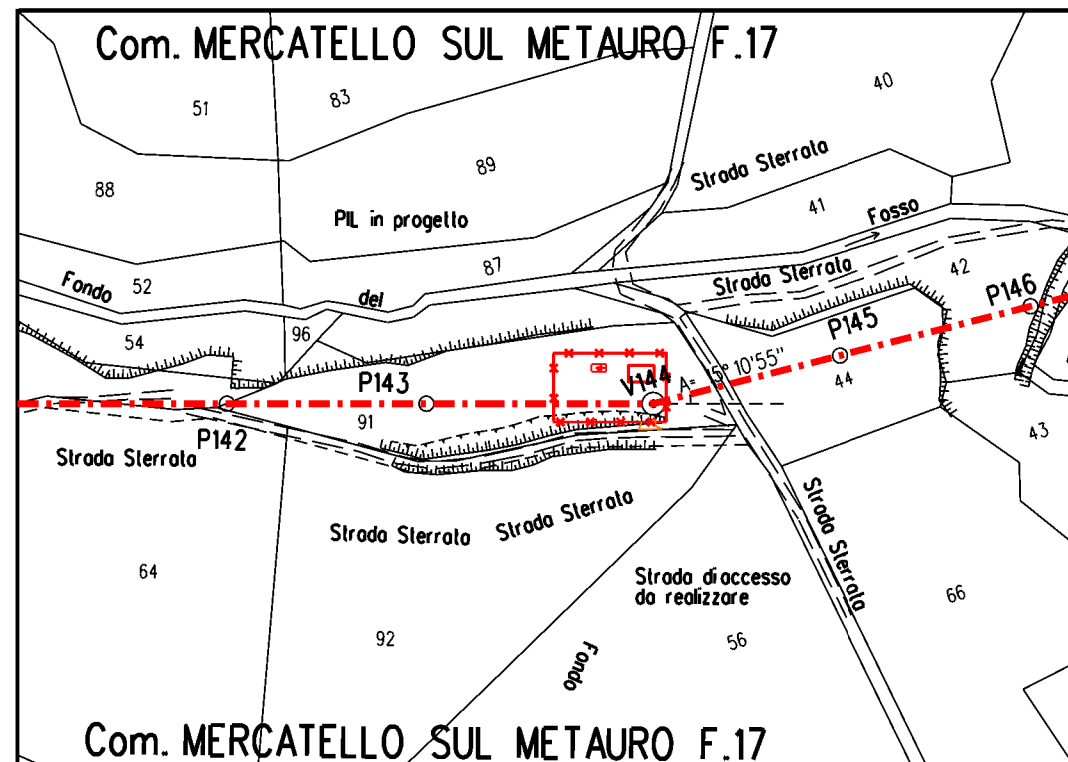 Com. MERCATELLO SUL METAURO F.17
51
83
40
88
89
Strada Sterrata
41
PIL in progetto
Fosso
87
52
Fondo
del
Strada Sterrata
42
P146
54
96
P145
P143
V144
A= 5° 10'55"
44
91
P142
43
Strada Sterrata
Strada Sterrata
Strada Sterrata
Strada Sterrata
64
Strada di accesso
da realizzare
66
92
56
Fondo
Com. MERCATELLO SUL METAURO F.17